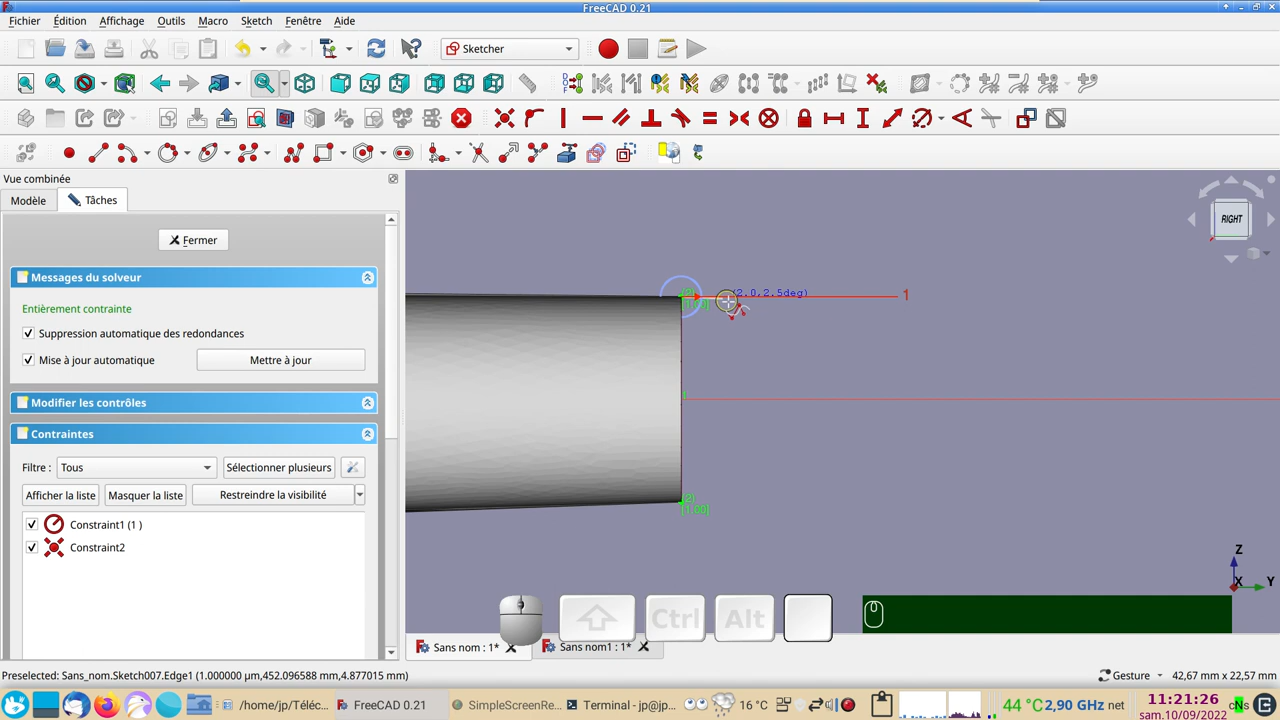 FreeCAD 0.21
Fichier Édition Affichage Outils Macro Sketch Fenêtre Aide
Sketcher
Vue combinée
Modèle Tâches
Fermer
Messages du solveur
Entièrement contrainte
Suppression automatique des redondances
Mise à jour automatique Mettre à jour
Modifier les contrôles
Contraintes
Filtre : Tous Sélectionner plusieurs
Afficher la liste Masquer la liste Restreindre la visibilité
Constraint1 (1 )
Constraint2
(2.0,2.5deg)
1
[1.00]
RIGHT
Z
X Y
Ctrl Alt
Sans nom : 1* Sans nom1 : 1*
Preselected: Sans_nom.Sketch007.Edge1 (1.000000 µm,452.096588 mm,4.877015 mm) Gesture 42,67 mm x 22,57 mm
/home/jp/Téléc... FreeCAD 0.21 SimpleScreenRe... Terminal - jp@jp... 16 °C 44 °C 2,90 GHz net 11:21:26
sam.10/09/2022